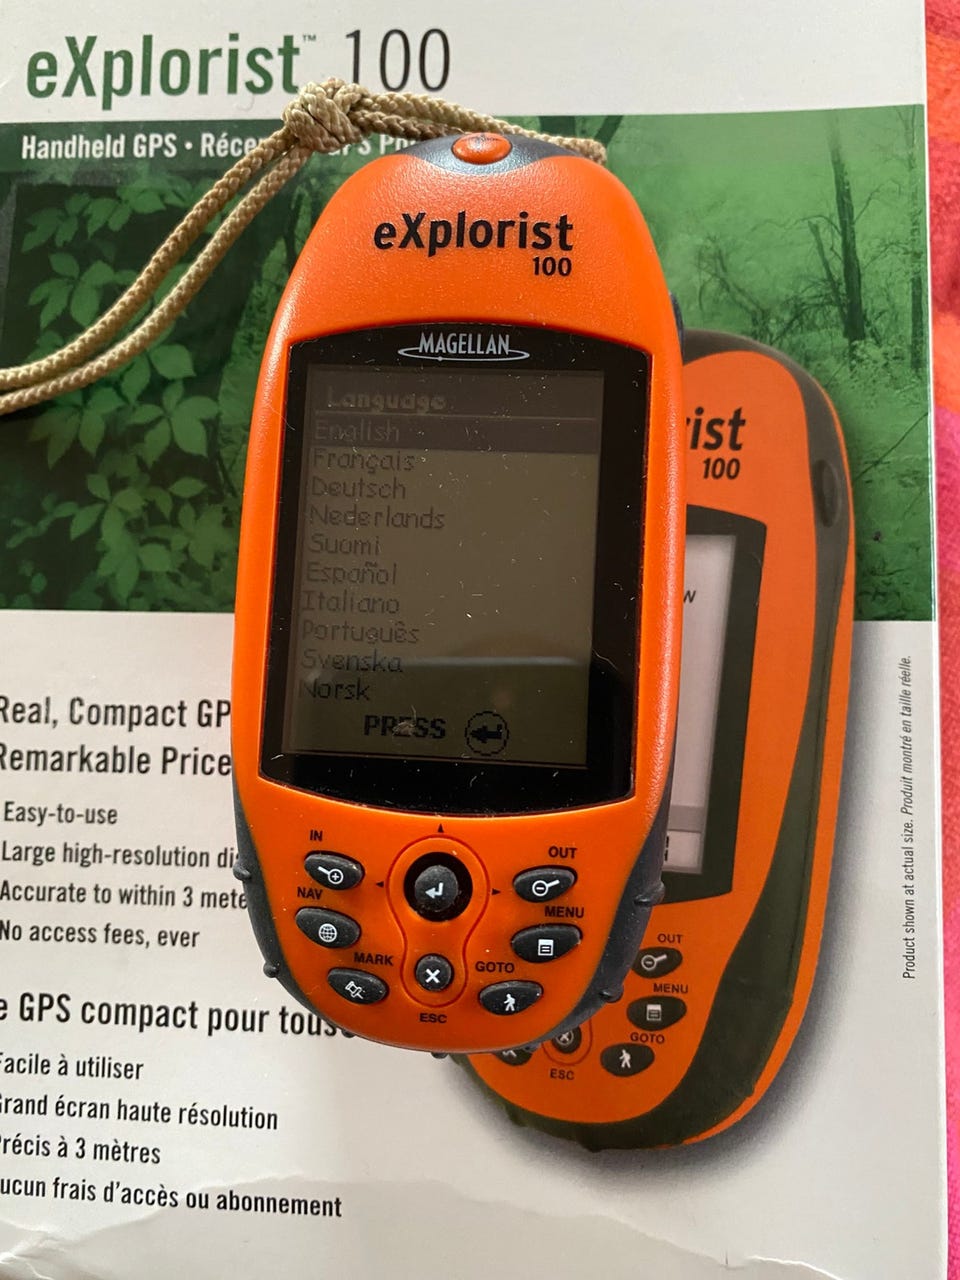 eXplorist™ 100
Handheld GPS • Récep
GPS Po
eXplorist
100
MAGELLAN
Language
English
Français
Deutsch
Nederlands
Suomi
Español
Italiano
Português
Svenska
Norsk
PRESS
IN
OUT
NAV
MENU
MARK
GOTO
ESC
rist
100
N
OUT
MENU
GOTO
ESC
Real, Compact GP
Remarkable Price
Easy-to-use
Large high-resolution di
Accurate to within 3 mete
No access fees, ever
e GPS compact pour tous
Facile à utiliser
Grand écran haute résolution
Précis à 3 mètres
ucun frais d'accès ou abonnement
Product shown at actual size. Produit montré en taille réelle.